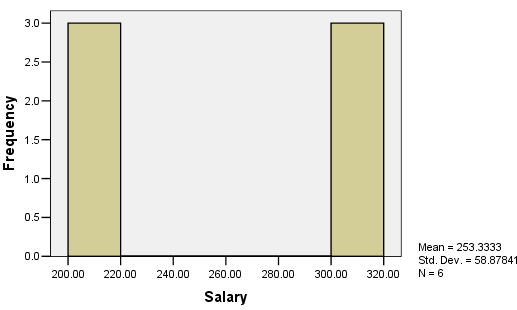 Frequency
3.0
2.5
2.0
1.5
1.0
0.5
0.0
200.00 220.00 240.00 260.00 280.00 300.00 320.00
Salary
Mean = 253.3333
Std. Dev. = 58.87841
N = 6